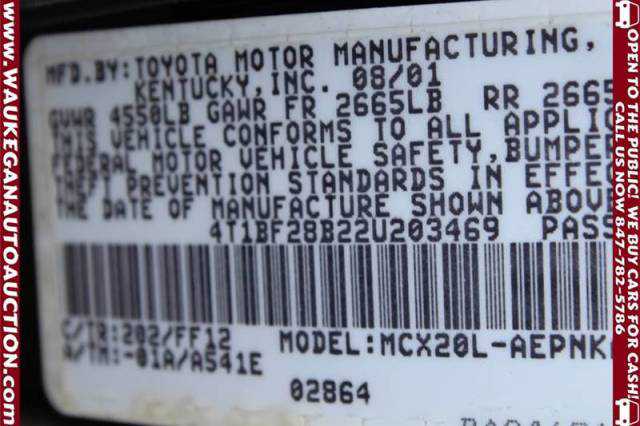 www.WAUKEGANAUTOAUCTION.com
MFD.BY:TOYOTA MOTOR MANUFACTURING,
KENTUCKY,INC. 08/01
GVWR 4550LB GAWR FR 2665LB RR 2665
THIS VEHICLE CONFORMS TO ALL APPLIC
FEDERAL MOTOR VEHICLE SAFETY,BUMPER
THEFT PREVENTION STANDARDS IN EFFEC
THE DATE OF MANUFACTURE SHOWN ABOVE
4T1BF28B22U203469 PASS
C/TR:202/FF12 MODEL:MCX20L-AEPNK
A/TM:-01A/A541E
02864
OPEN TO THE PUBLIC! WE BUY CARS FOR CASH!
CALL US NOW 847-782-5786